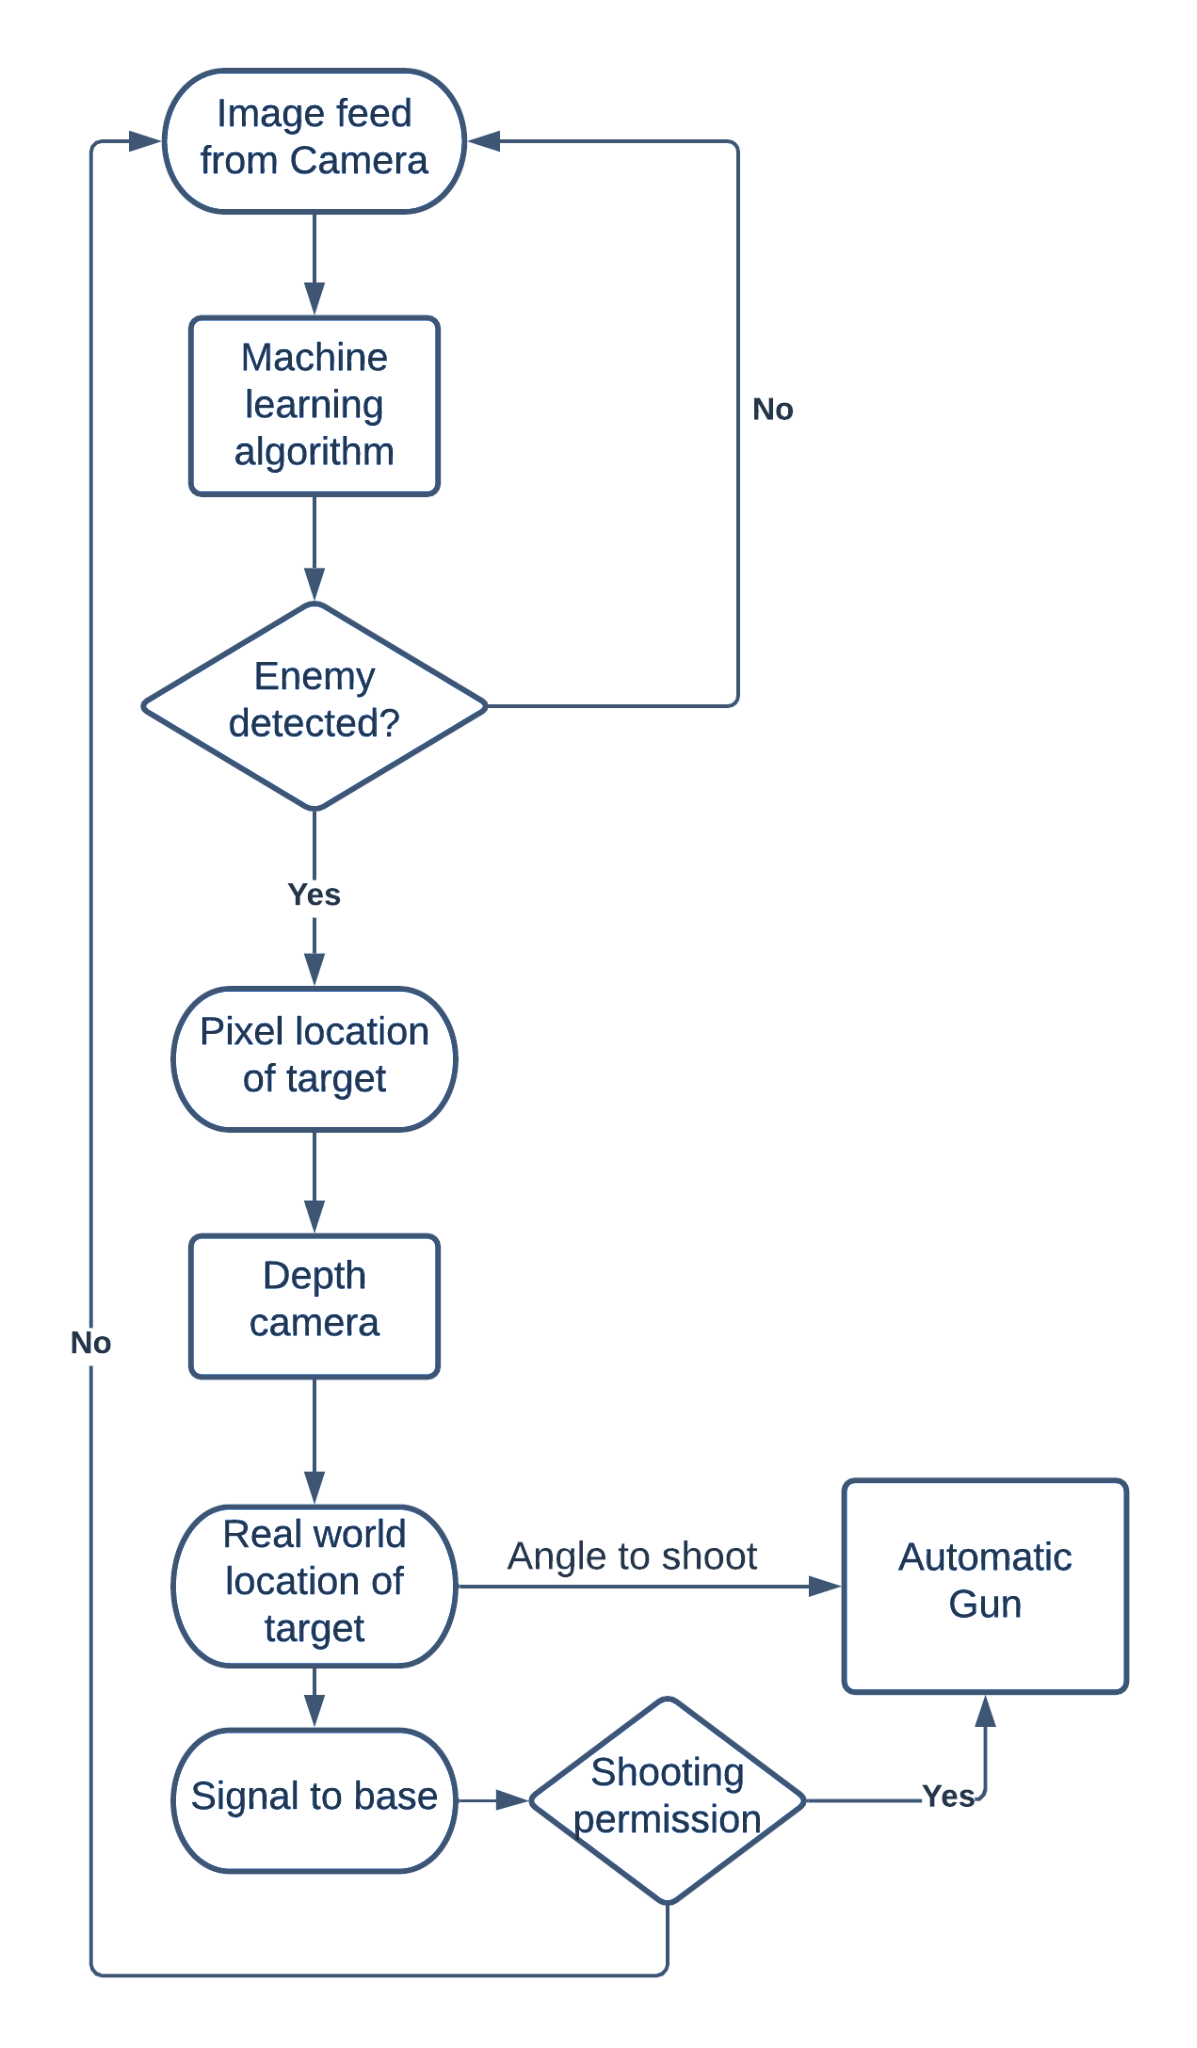 Image feed
from Camera
Machine
learning
algorithm
No
Enemy
detected?
Yes
Pixel location
of target
Depth
camera
No
Real world
location of
target
Angle to shoot
Automatic
Gun
Signal to base
Shooting
permission
Yes